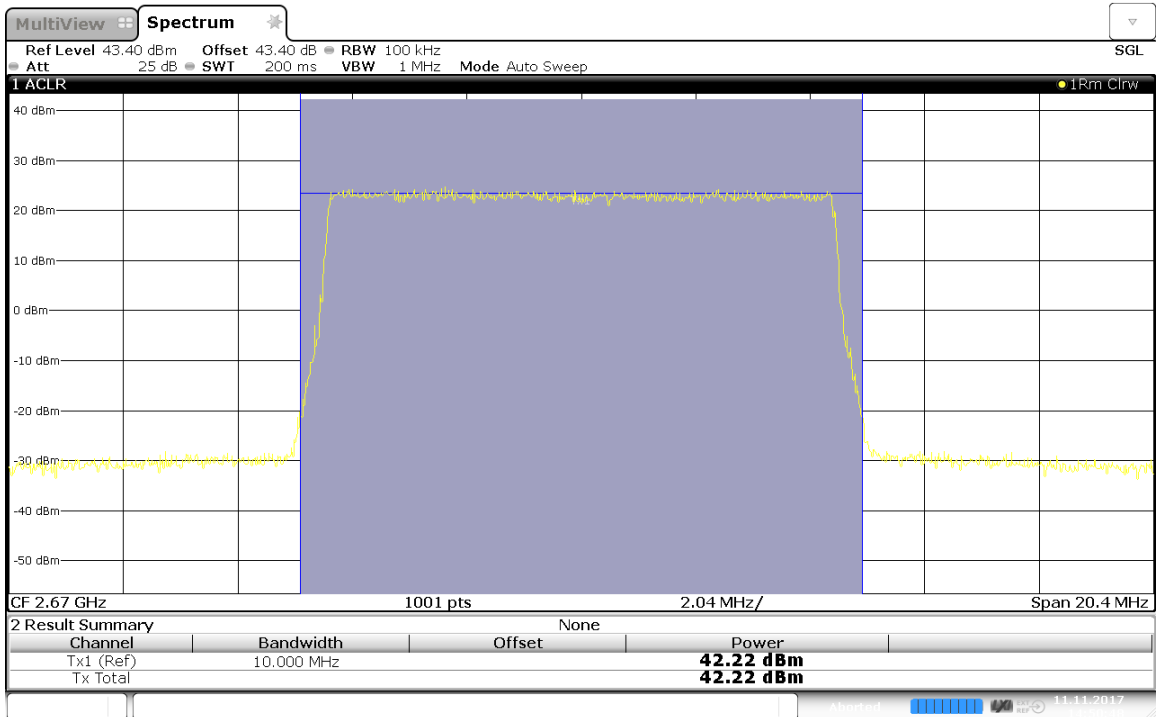 MultiView Spectrum
Ref Level 43.40 dBm Offset 43.40 dB RBW 100 kHz SGL
Att 25 dB SWT 200 ms VBW 1 MHz Mode Auto Sweep
1 ACLR 1Rm Clrw
40 dBm
30 dBm
20 dBm
10 dBm
0 dBm
-10 dBm
-20 dBm
-30 dBm
-40 dBm
-50 dBm
CF 2.67 GHz 1001 pts 2.04 MHz/ Span 20.4 MHz
2 Result Summary None
Channel Bandwidth Offset Power
Tx1 (Ref) 10.000 MHz 42.22 dBm
Tx Total 42.22 dBm
Aborted 11.11.2017